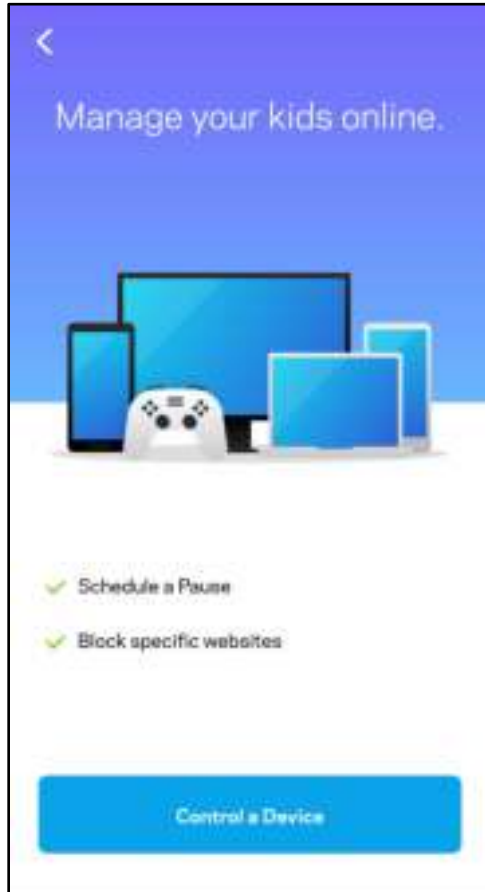 Manage your kids online.
Schedule a Pause
Block specific websites
Control a Device